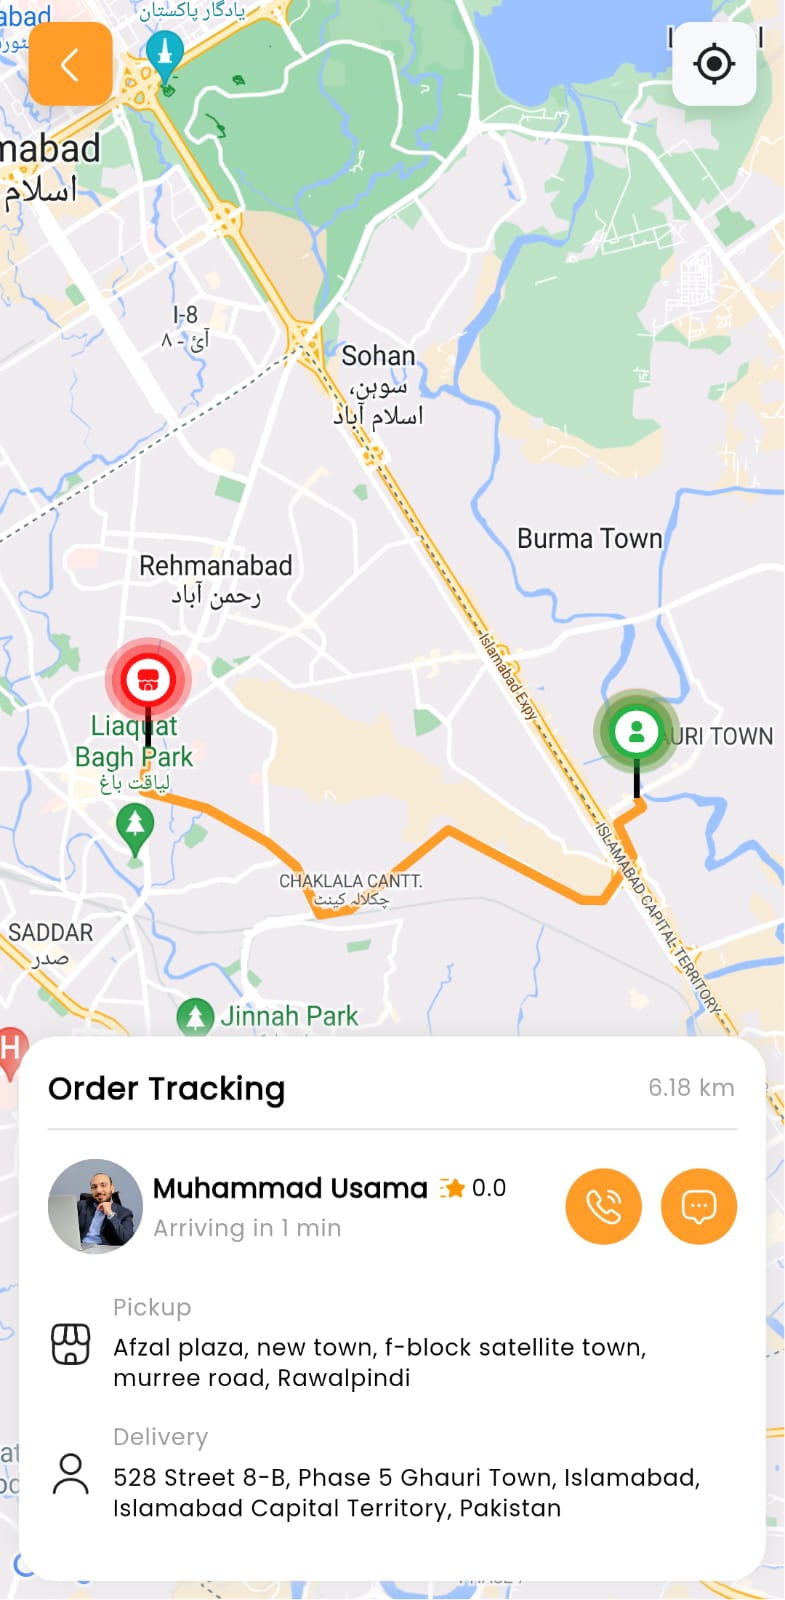 abad
یادگار پاکستان
nabad
اسلام
I-8
آئ - ۸
Sohan
سوہن،
اسلام آباد
Burma Town
Rehmanabad
رحمن آباد
Islamabad Expy
Liaquat
Bagh Park
لیاقت باغ
AURI TOWN
ISLAMABAD CAPITAL TERRITORY
CHAKLALA CANTT.
چکلالہ کینٹ
SADDAR
صدر
Jinnah Park
H
Order Tracking
6.18 km
Muhammad Usama 0.0
Arriving in 1 min
Pickup
Afzal plaza, new town, f-block satellite town,
murree road, Rawalpindi
Delivery
528 Street 8-B, Phase 5 Ghauri Town, Islamabad,
Islamabad Capital Territory, Pakistan